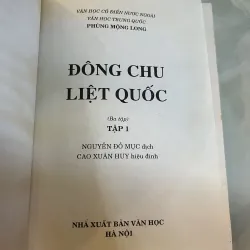 VĂN HỌC CỔ ĐIỂN NƯỚC NGOÀI
VĂN HỌC TRUNG QUỐC
PHÙNG MỘNG LONG
ĐÔNG CHU
LIỆT QUỐC
(Ba tập)
TẬP 1
NGUYỄN ĐỖ MỤC dịch
CAO XUÂN HUY hiệu đính
NHÀ XUẤT BẢN VĂN HỌC
HÀ NỘI